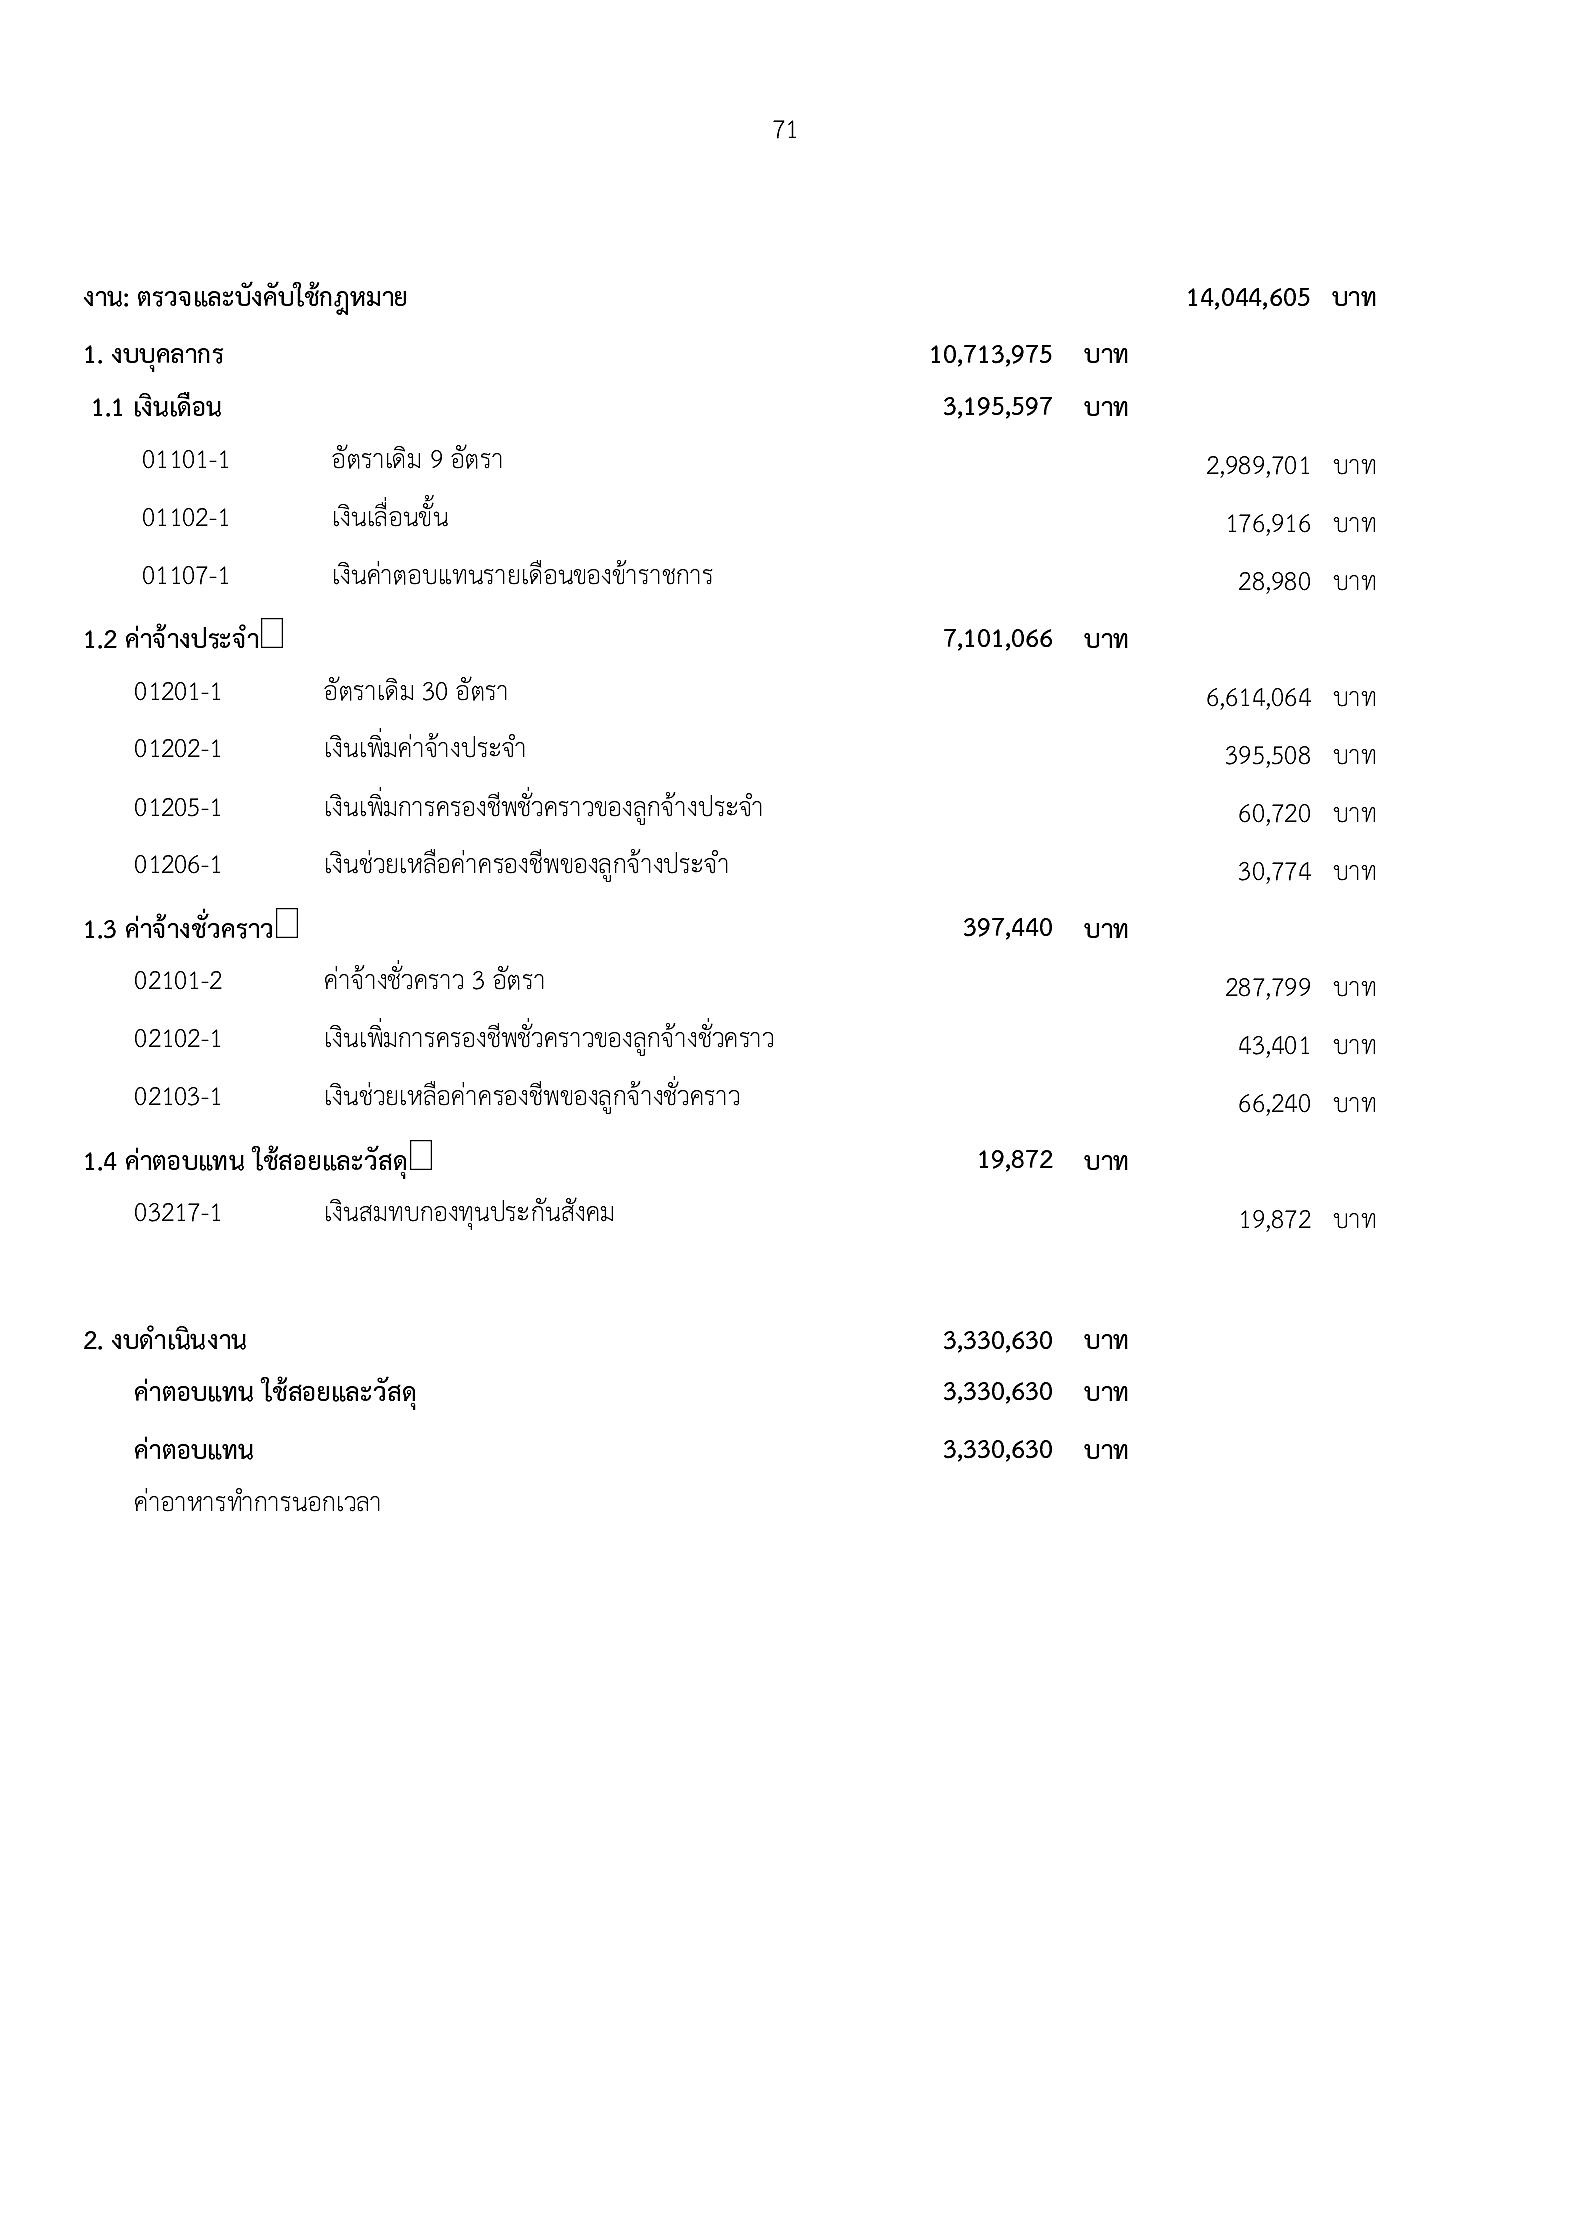 71
งาน: ตรวจและบังคับใช้กฎหมาย 14,044,605 บาท
1. งบบุคลากร 10,713,975 บาท
1.1 เงินเดือน 3,195,597 บาท
01101-1 อัตราเดิม 9 อัตรา 2,989,701 บาท
01102-1 เงินเลื่อนขั้น 176,916 บาท
01107-1 เงินค่าตอบแทนรายเดือนของข้าราชการ 28,980 บาท
1.2 ค่าจ้างประจำ 7,101,066 บาท
01201-1 อัตราเดิม 30 อัตรา 6,614,064 บาท
01202-1 เงินเพิ่มค่าจ้างประจำ 395,508 บาท
01205-1 เงินเพิ่มการครองชีพชั่วคราวของลูกจ้างประจำ 60,720 บาท
01206-1 เงินช่วยเหลือค่าครองชีพของลูกจ้างประจำ 30,774 บาท
1.3 ค่าจ้างชั่วคราว 397,440 บาท
02101-2 ค่าจ้างชั่วคราว 3 อัตรา 287,799 บาท
02102-1 เงินเพิ่มการครองชีพชั่วคราวของลูกจ้างชั่วคราว 43,401 บาท
02103-1 เงินช่วยเหลือค่าครองชีพของลูกจ้างชั่วคราว 66,240 บาท
1.4 ค่าตอบแทน ใช้สอยและวัสดุ 19,872 บาท
03217-1 เงินสมทบกองทุนประกันสังคม 19,872 บาท
2. งบดำเนินงาน 3,330,630 บาท
ค่าตอบแทน ใช้สอยและวัสดุ 3,330,630 บาท
ค่าตอบแทน 3,330,630 บาท
ค่าอาหารทำการนอกเวลา